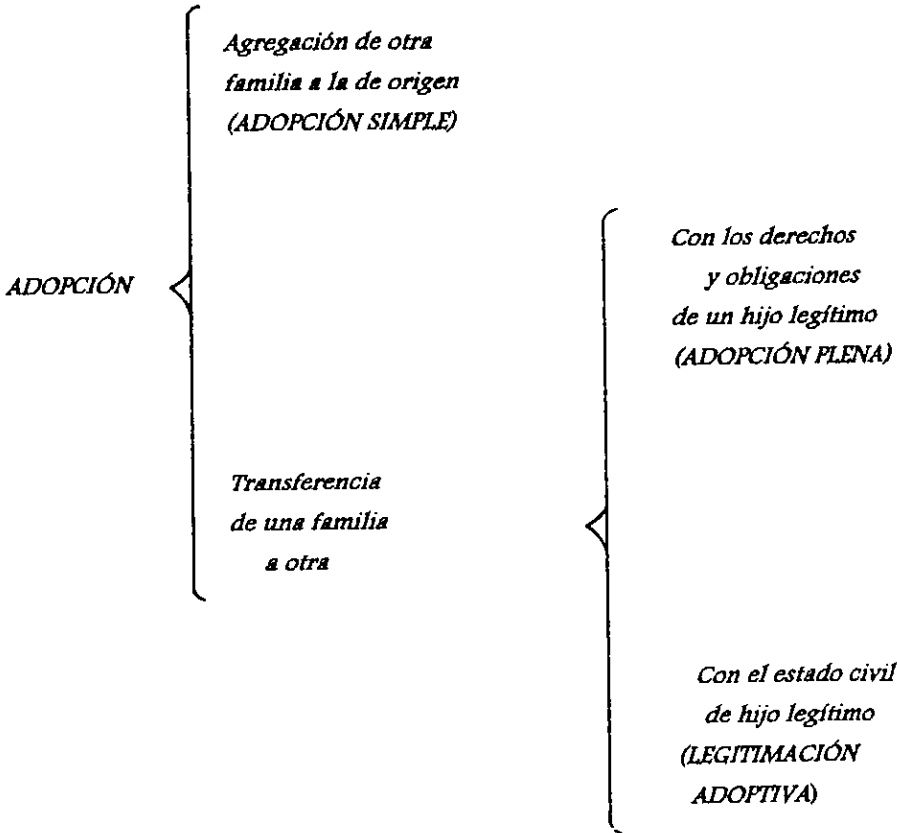 ADOPCIÓN
Agregación de otra
familia a la de origen
(ADOPCIÓN SIMPLE)
Transferencia
de una familia
a otra
Con los derechos
y obligaciones
de un hijo legítimo
(ADOPCIÓN PLENA)
Con el estado civil
de hijo legítimo
(LEGITIMACIÓN
ADOPTIVA)